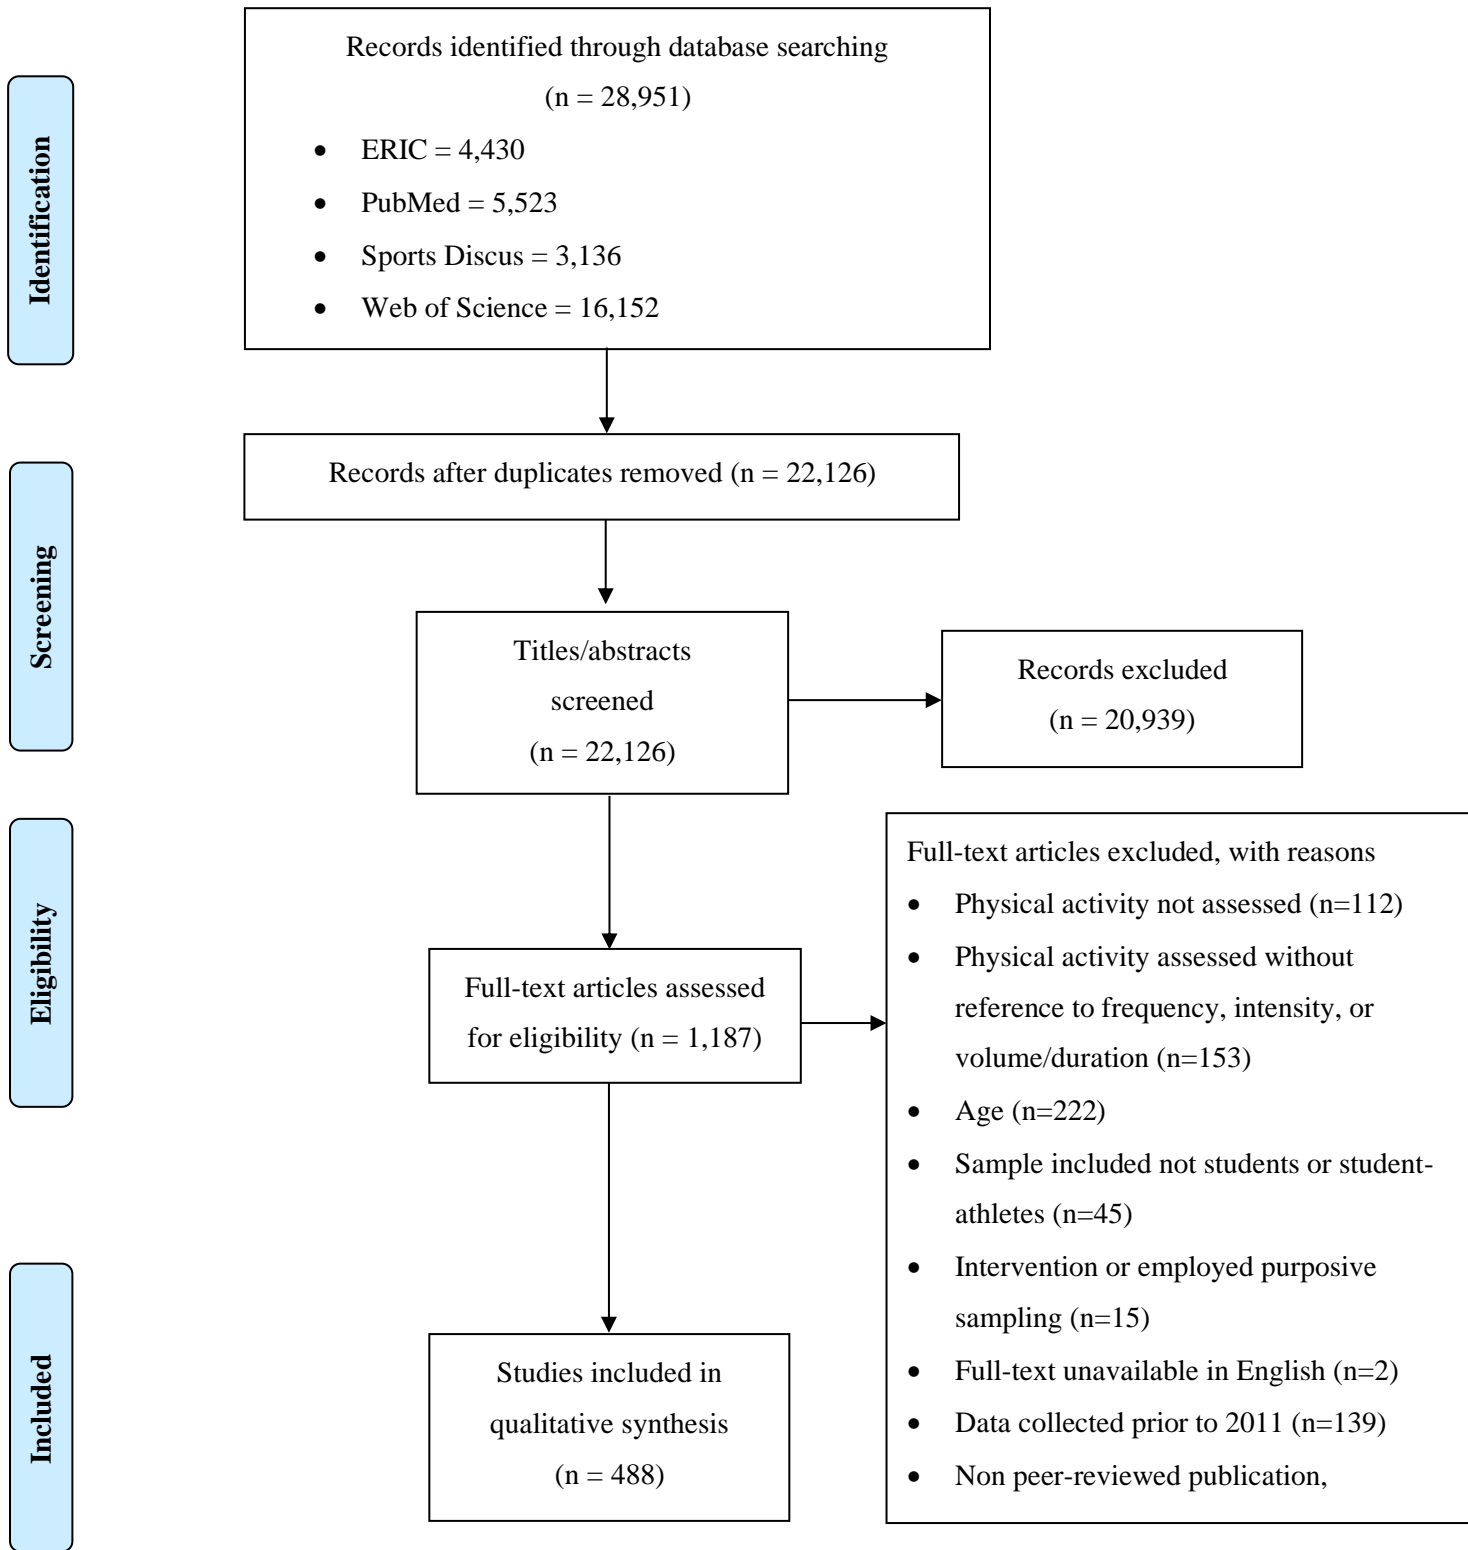 Identification
Records identified through database searching
(n = 28,951)
• ERIC = 4,430
• PubMed = 5,523
• Sports Discus = 3,136
• Web of Science = 16,152
Screening
Records after duplicates removed (n = 22,126)
Titles/abstracts
screened
(n = 22,126)
Records excluded
(n = 20,939)
Eligibility
Full-text articles assessed
for eligibility (n = 1,187)
Full-text articles excluded, with reasons
• Physical activity not assessed (n=112)
• Physical activity assessed without
reference to frequency, intensity, or
volume/duration (n=153)
• Age (n=222)
• Sample included not students or student-
athletes (n=45)
• Intervention or employed purposive
sampling (n=15)
• Full-text unavailable in English (n=2)
• Data collected prior to 2011 (n=139)
• Non peer-reviewed publication,
Included
Studies included in
qualitative synthesis
(n = 488)